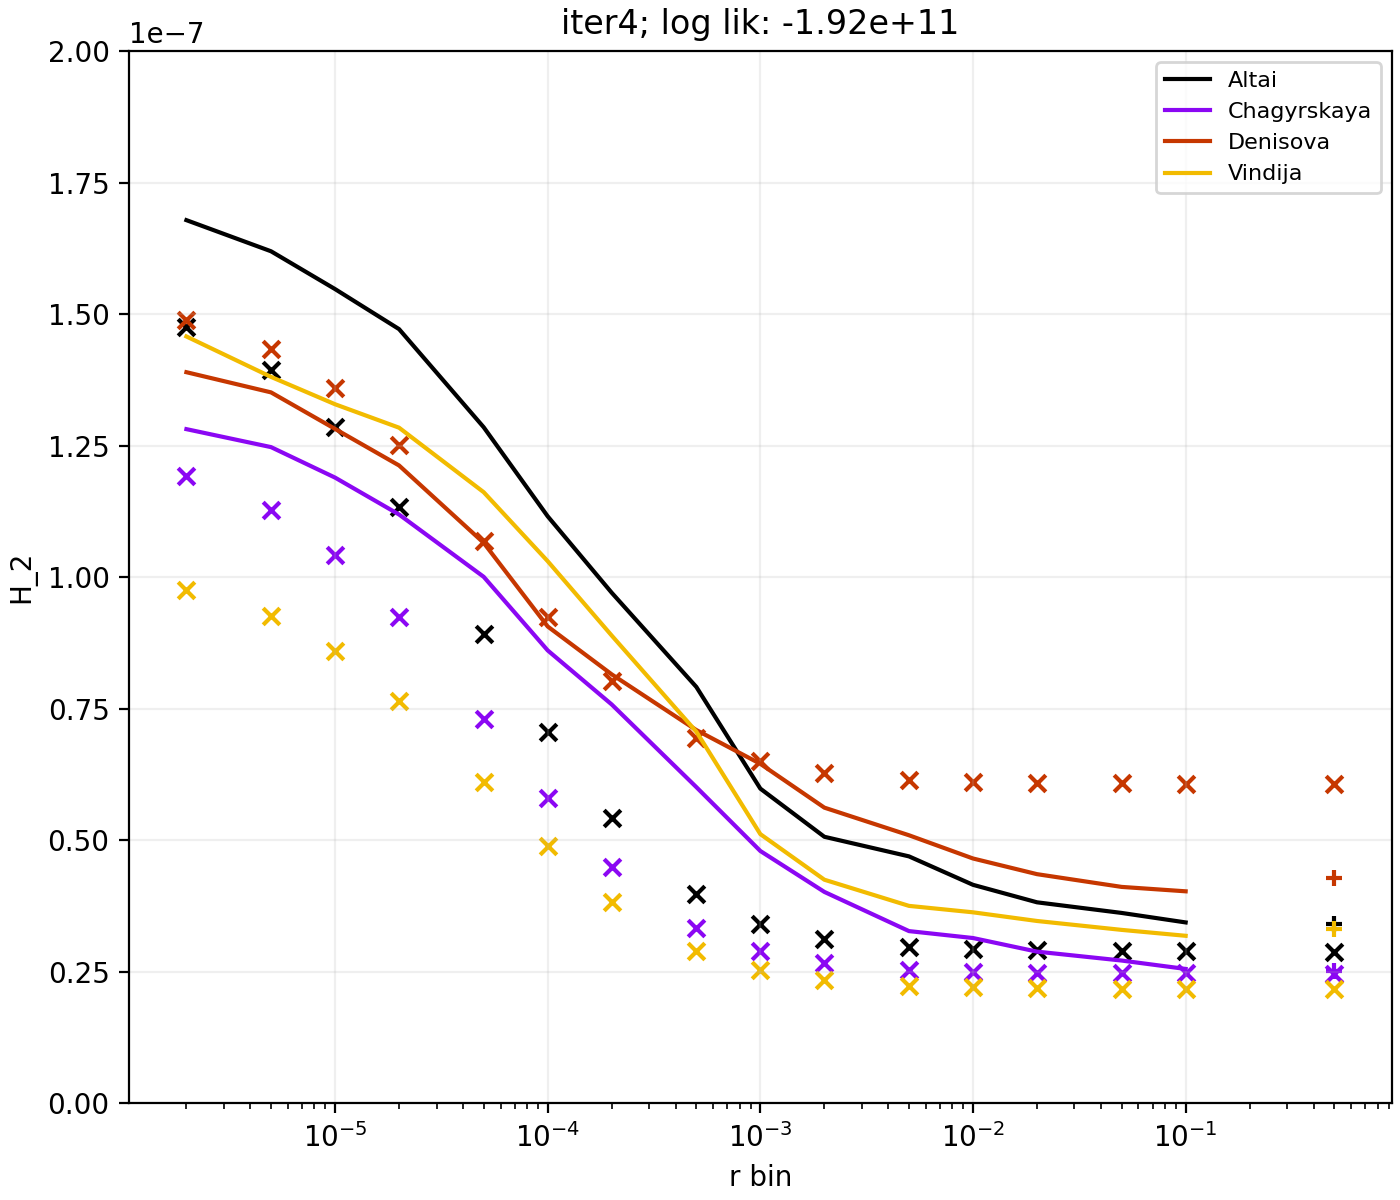 iter4; log lik: -1.92e+11
1e−7
2.00
1.75
1.50
1.25
1.00
0.75
0.50
0.25
0.00
H_2
10⁻⁵
10⁻⁴
10⁻³
10⁻²
10⁻¹
r bin
Altai
Chagyrskaya
Denisova
Vindija